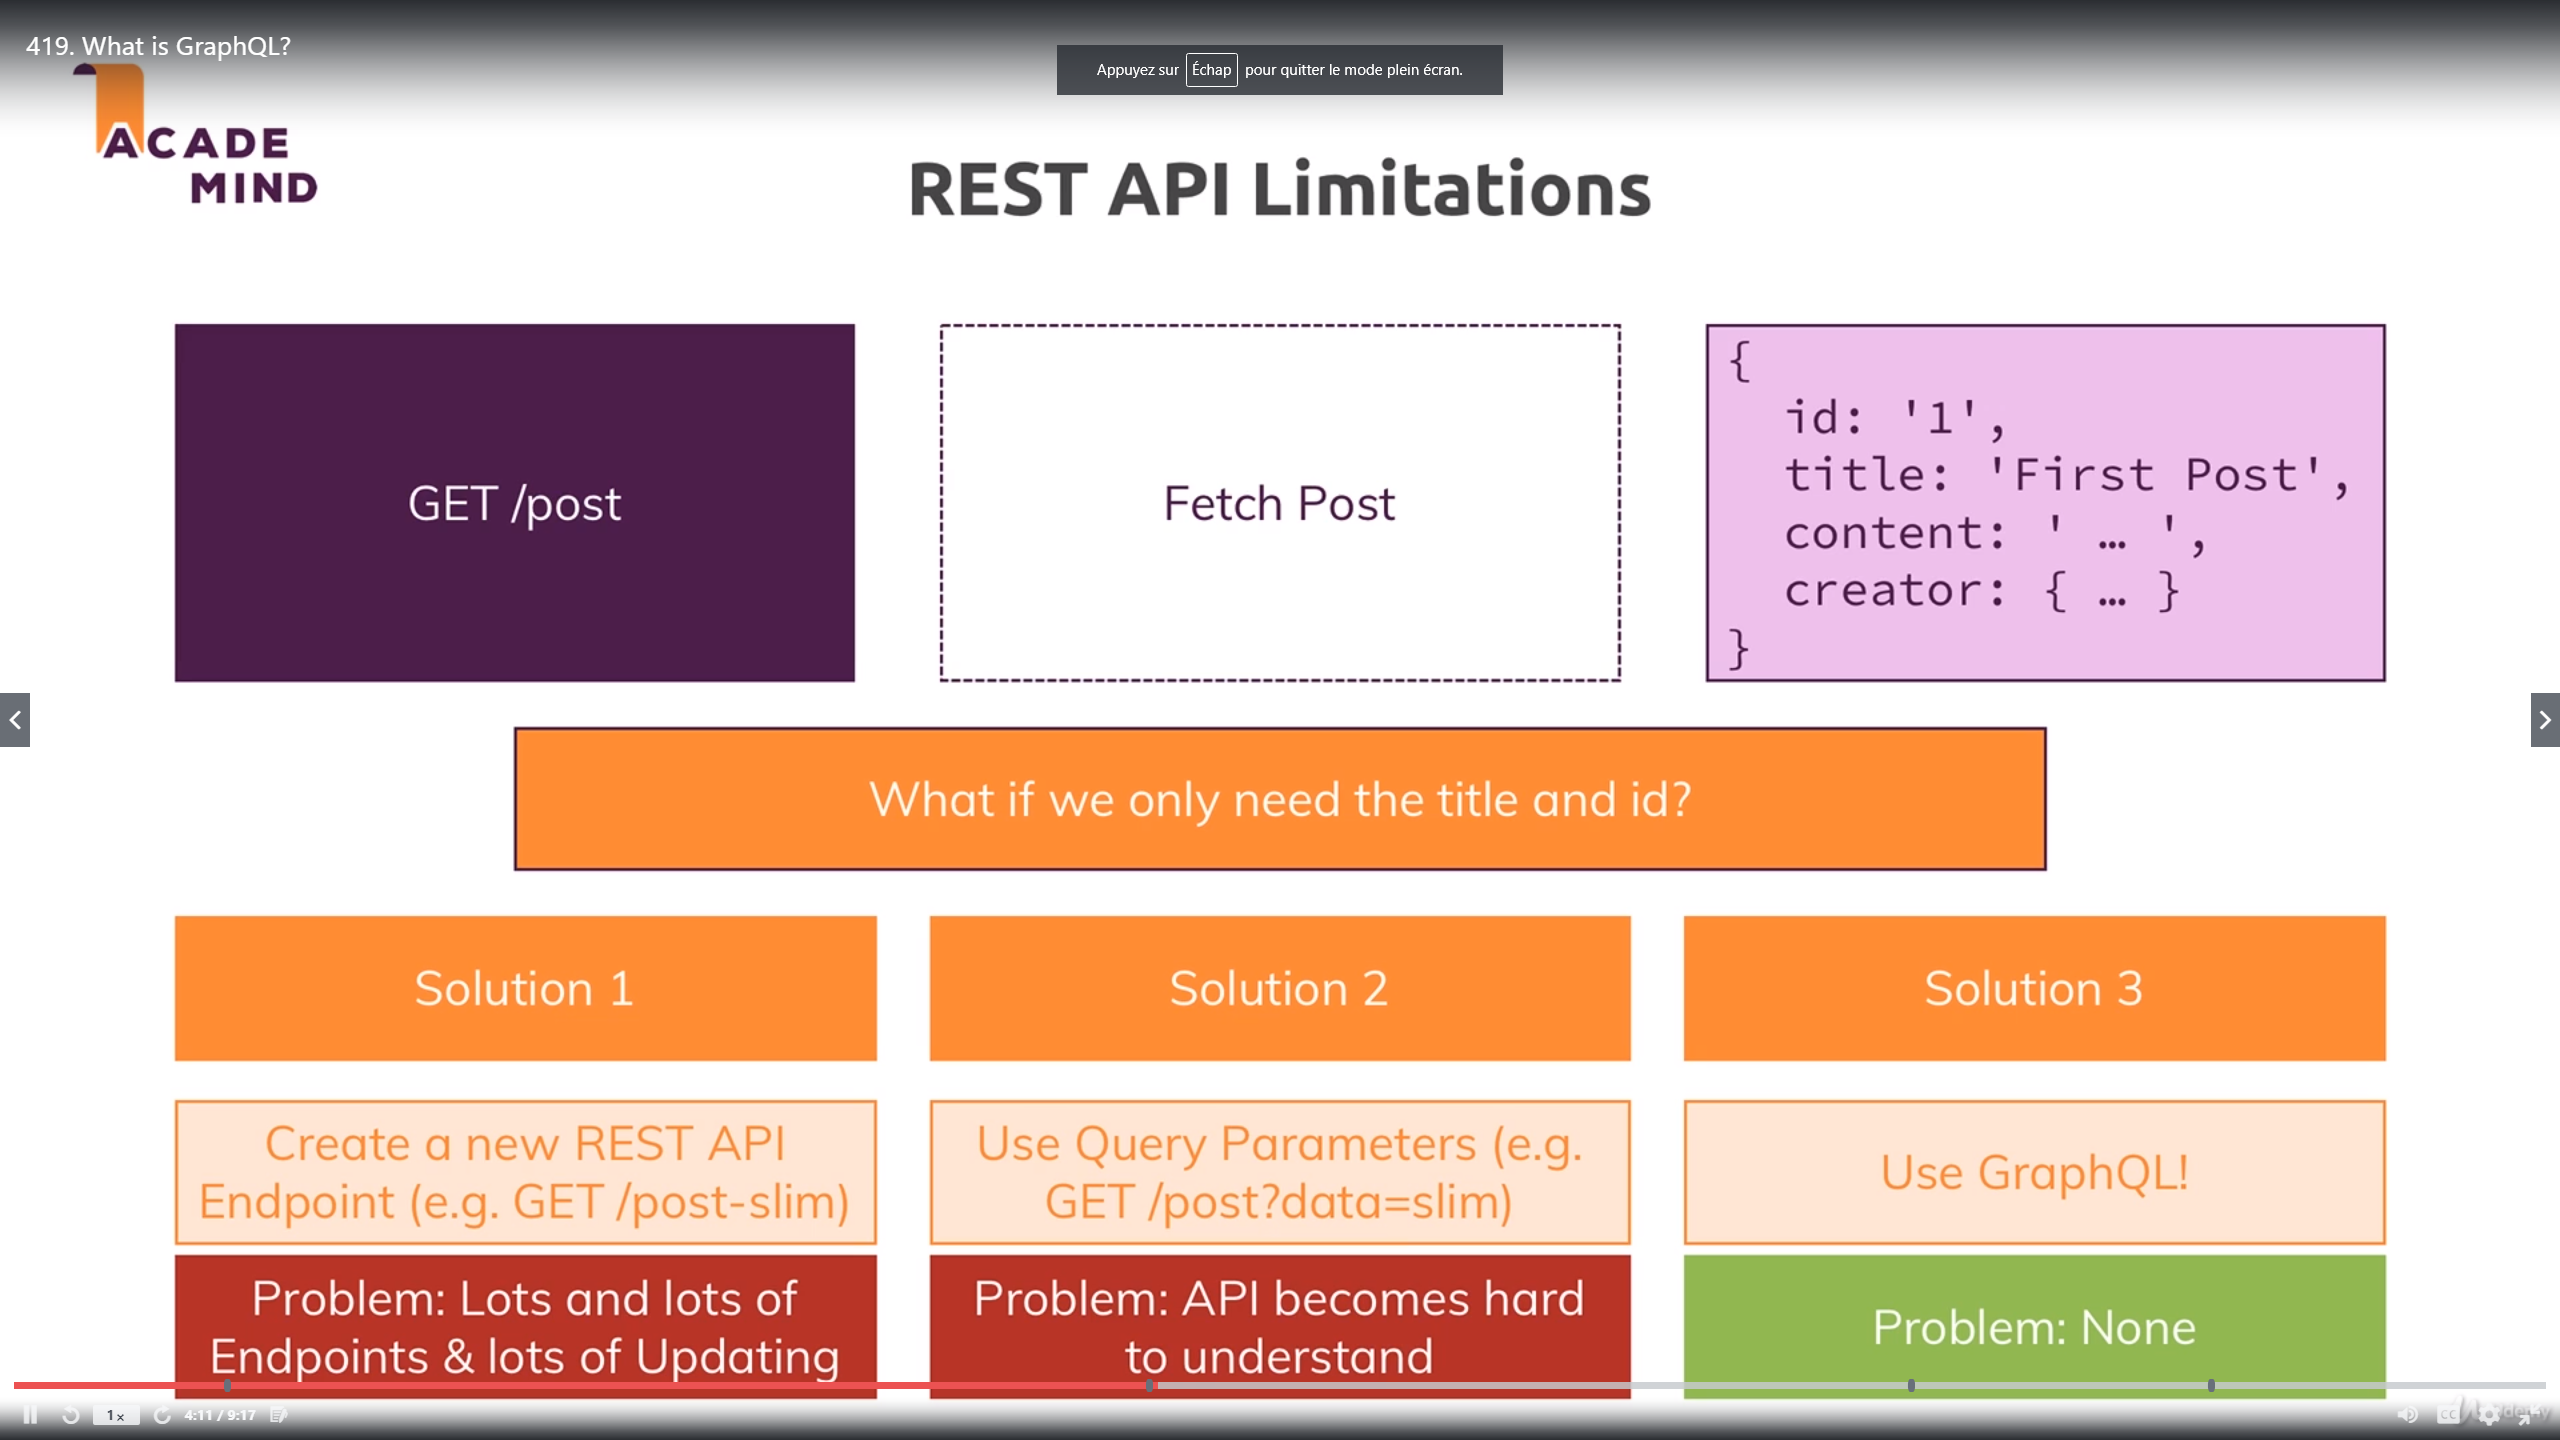 419. What is GraphQL?
Appuyez sur Échap pour quitter le mode plein écran.
ACADE
MIND
REST API Limitations
GET /post
Fetch Post
{
id: '1',
title: 'First Post',
content: ' … ',
creator: { … }
}
What if we only need the title and id?
Solution 1
Solution 2
Solution 3
Create a new REST API
Endpoint (e.g. GET /post-slim)
Use Query Parameters (e.g.
GET /post?data=slim)
Use GraphQL!
Problem: Lots and lots of
Endpoints & lots of Updating
Problem: API becomes hard
to understand
Problem: None
1x
4:11 / 9:17
CC